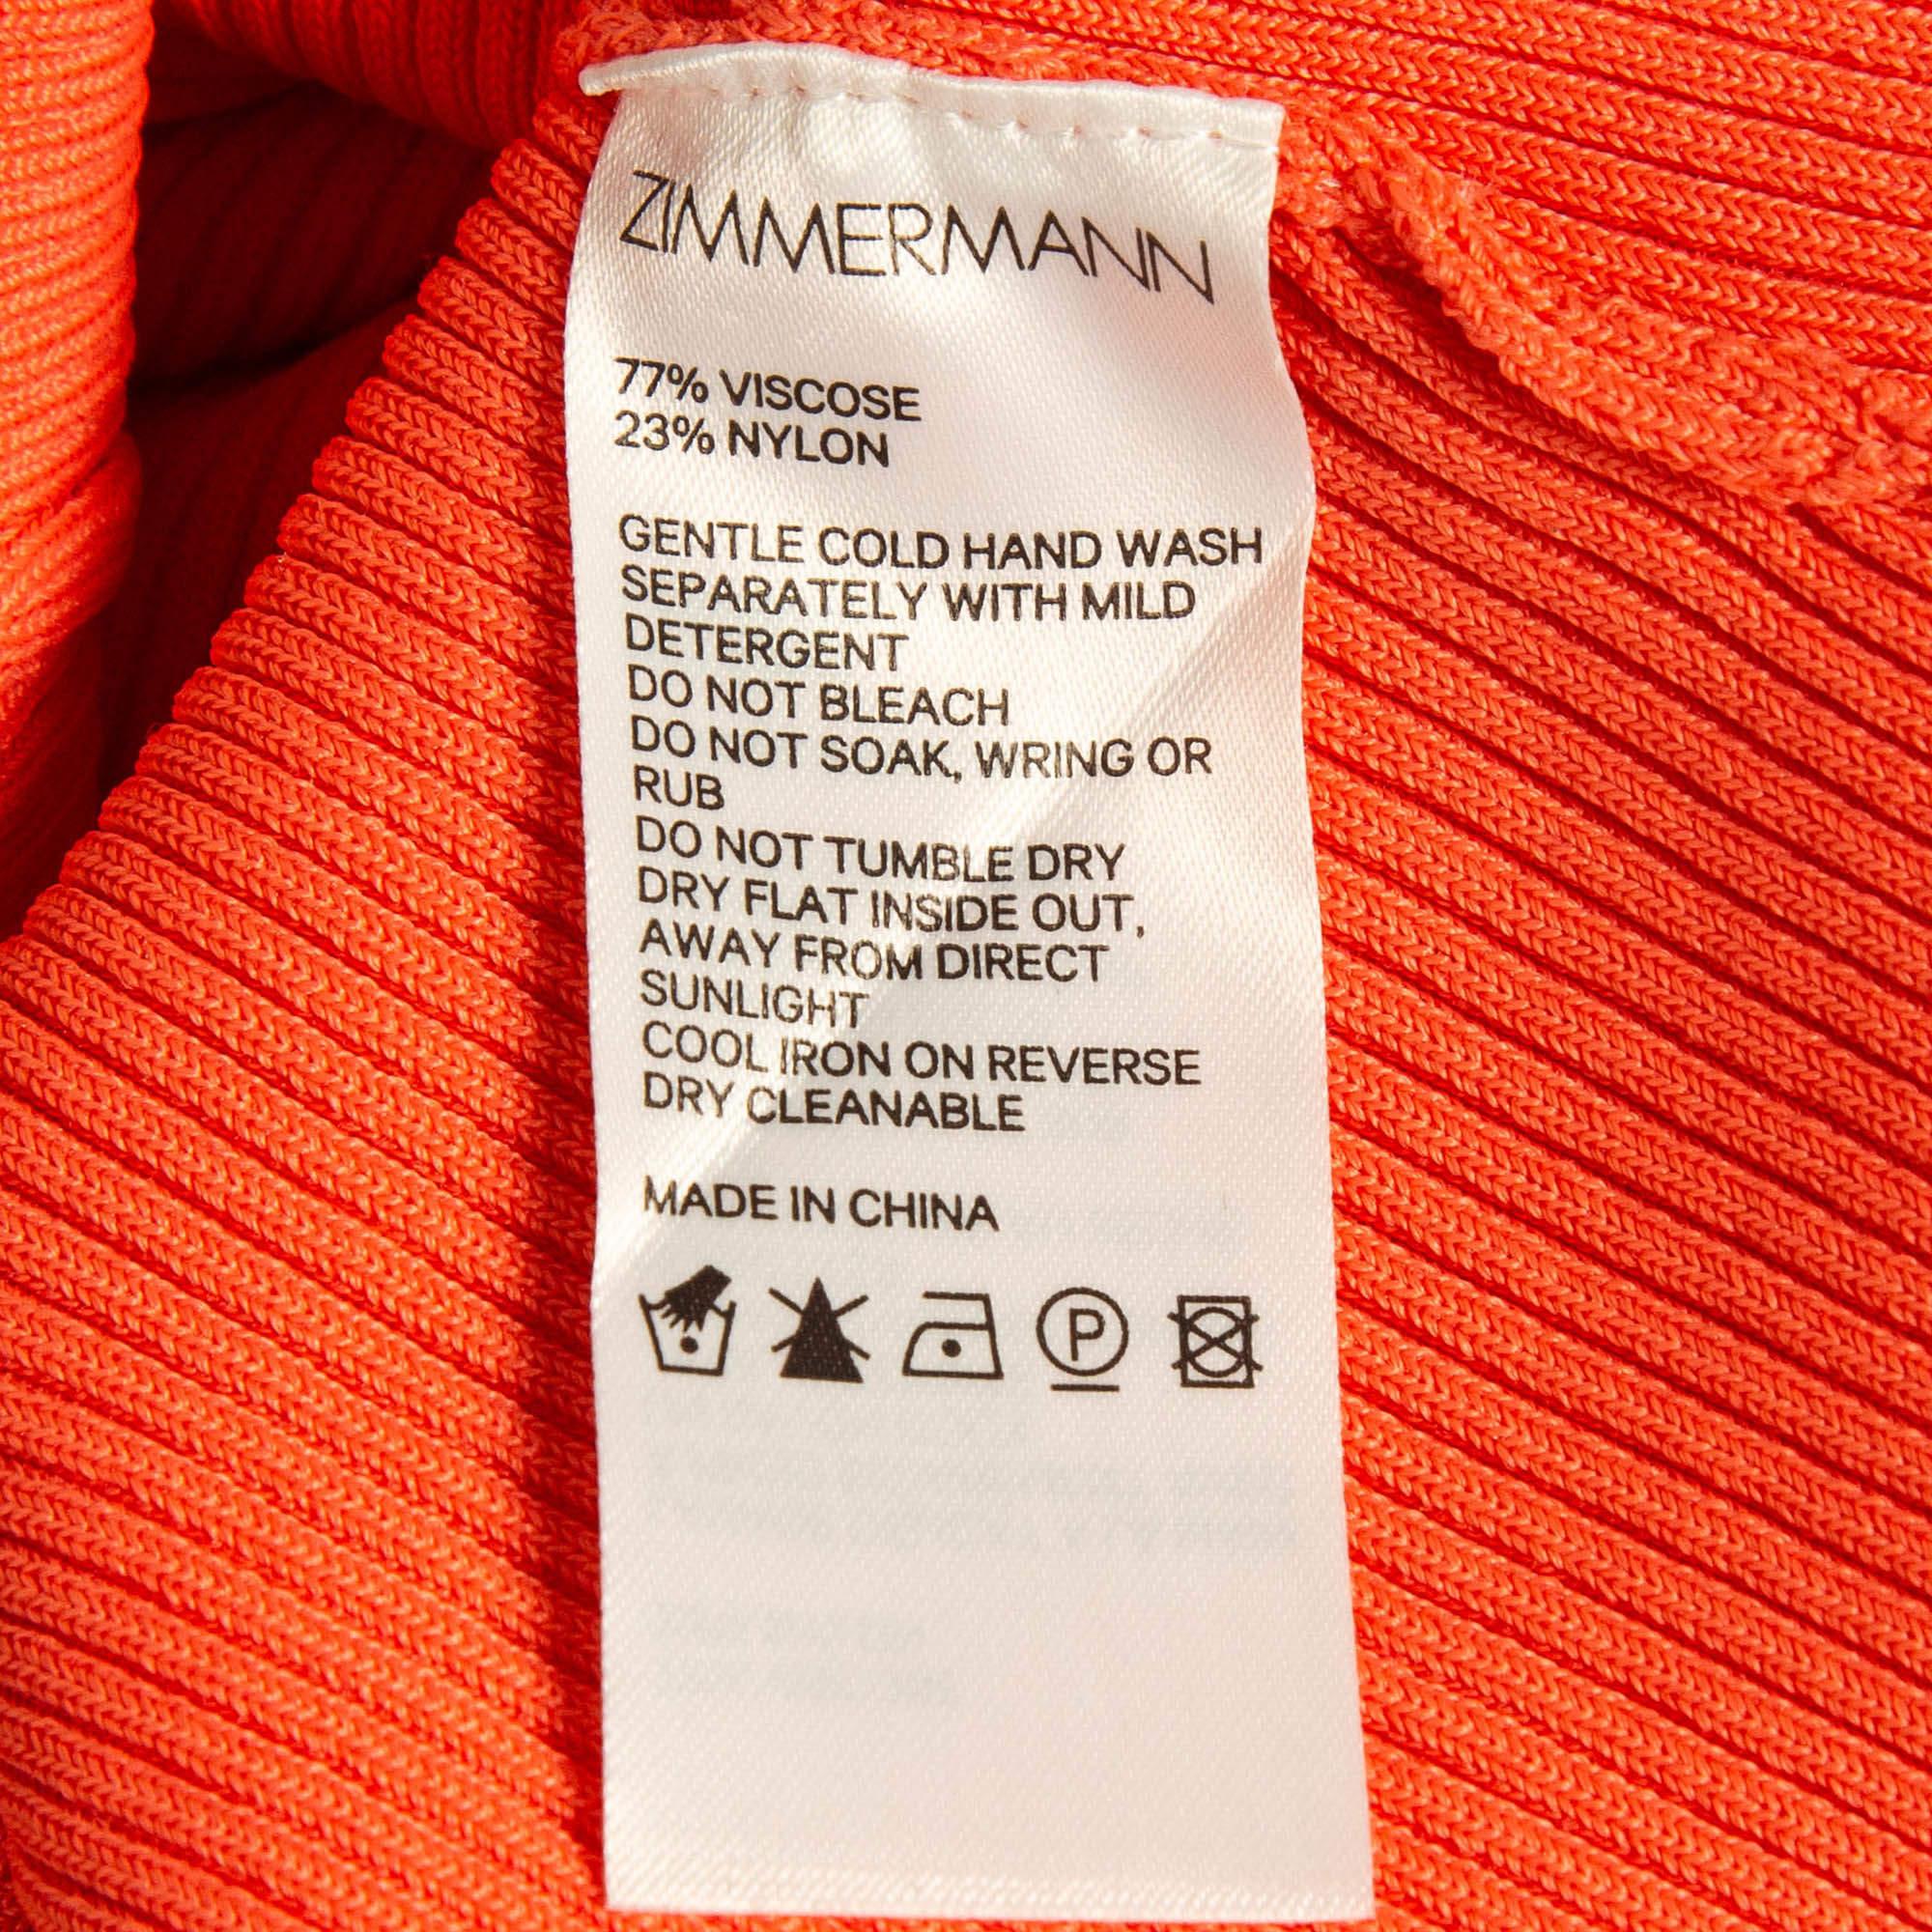 ZIMMERMANN
77% VISCOSE
23% NYLON
GENTLE COLD HAND WASH
SEPARATELY WITH MILD
DETERGENT
DO NOT BLEACH
DO NOT SOAK, WRING OR
RUB
DO NOT TUMBLE DRY
DRY FLAT INSIDE OUT,
AWAY FROM DIRECT
SUNLIGHT
COOL IRON ON REVERSE
DRY CLEANABLE
MADE IN CHINA
P